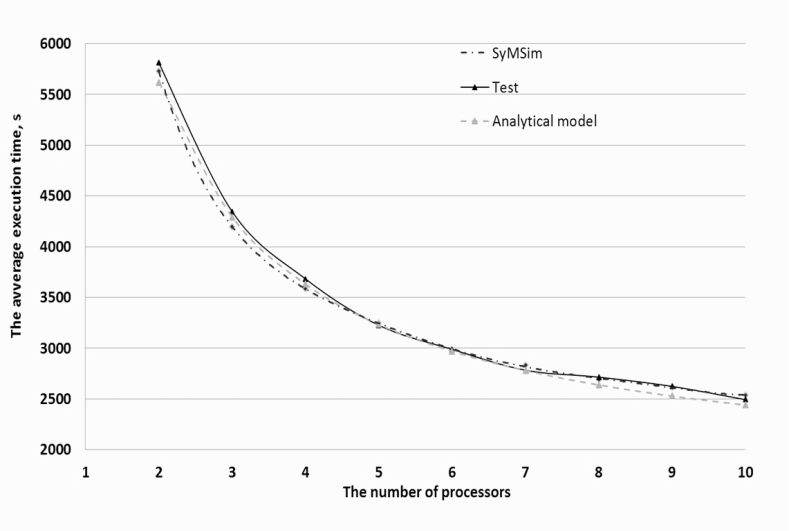 6000
5500
5000
4500
4000
3500
3000
2500
2000
The avverage execution time, s
SyMSim
Test
Analytical model
1 2 3 4 5 6 7 8 9 10
The number of processors